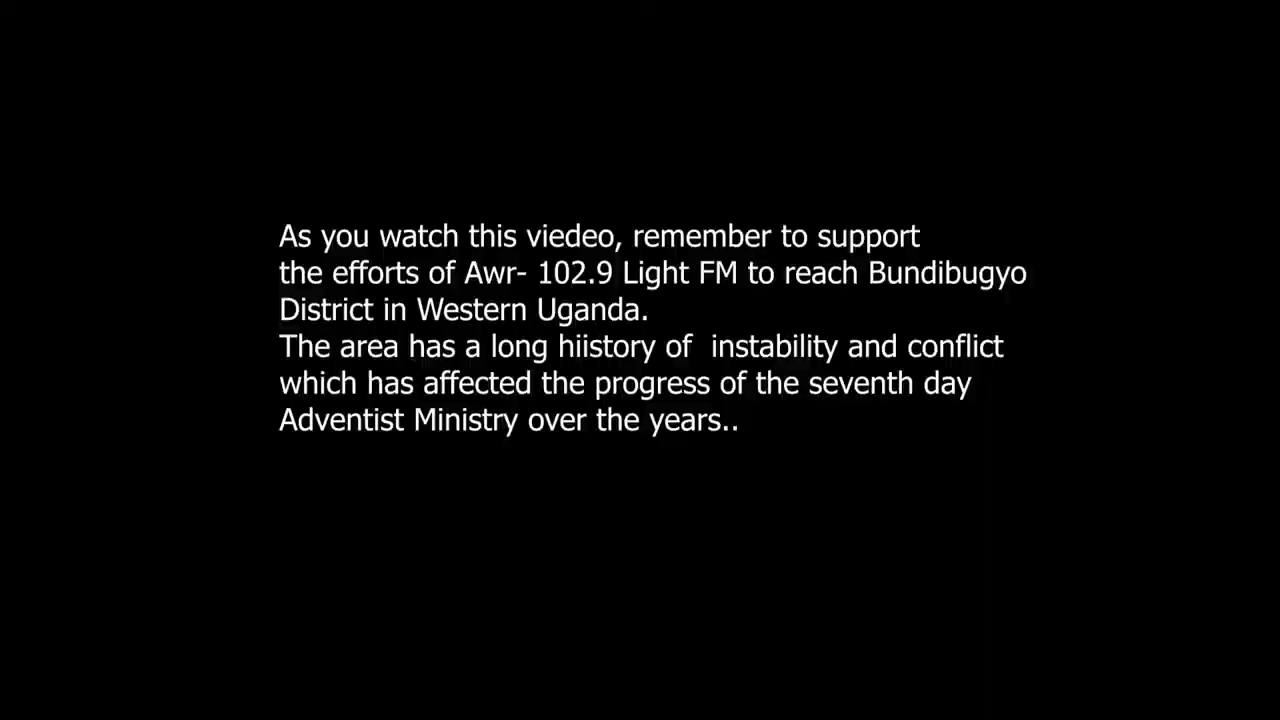 As you watch this viedeo, remember to support
the efforts of Awr- 102.9 Light FM to reach Bundibugyo
District in Western Uganda.
The area has a long hiistory of  instability and conflict
which has affected the progress of the seventh day
Adventist Ministry over the years..